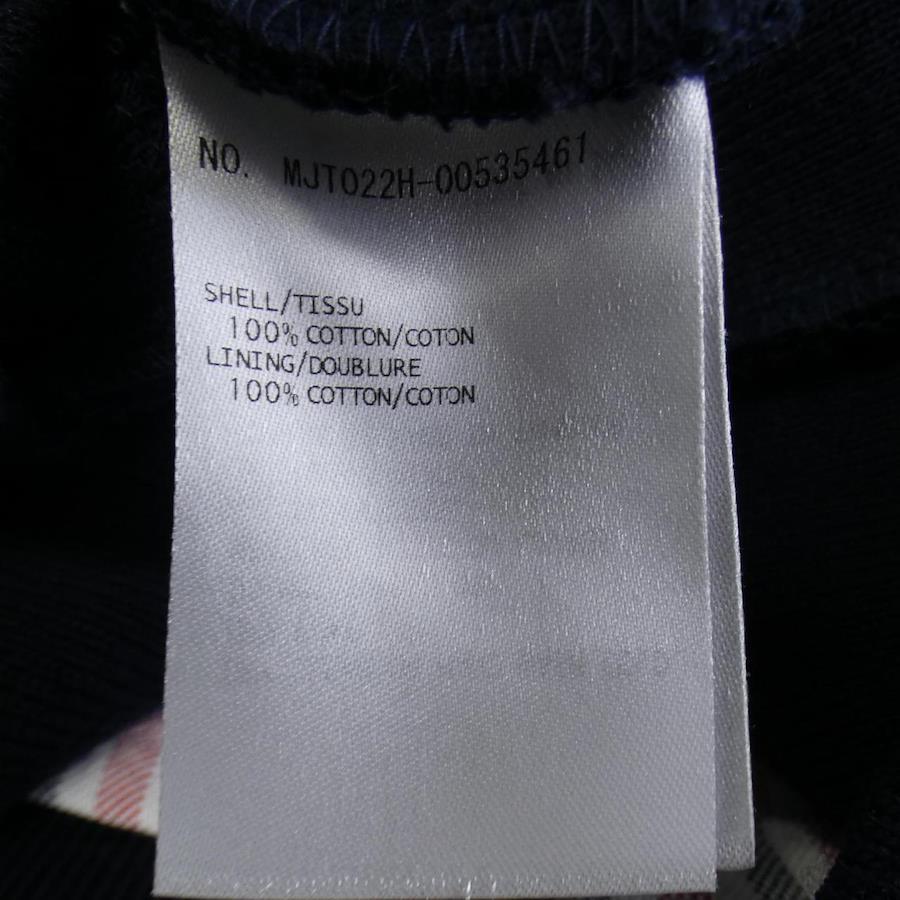 NO. MJT022H-00535461
SHELL/TISSU
100% COTTON/COTON
LINING/DOUBLURE
100% COTTON/COTON